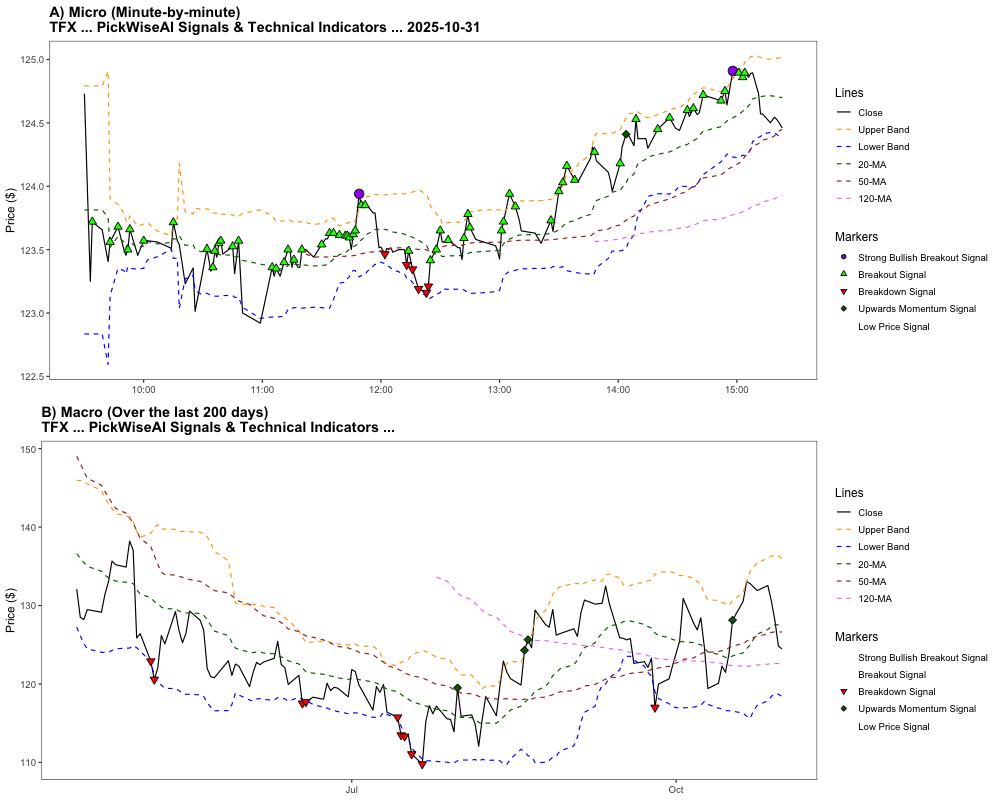 A) Micro (Minute-by-minute)
TFX ... PickWiseAI Signals & Technical Indicators ... 2025-10-31
Price ($)
125.0
124.5
124.0
123.5
123.0
122.5
10:00
11:00
12:00
13:00
14:00
15:00
Lines
Close
Upper Band
Lower Band
20-MA
50-MA
120-MA
Markers
Strong Bullish Breakout Signal
Breakout Signal
Breakdown Signal
Upwards Momentum Signal
Low Price Signal
B) Macro (Over the last 200 days)
TFX ... PickWiseAI Signals & Technical Indicators ...
Price ($)
150
140
130
120
110
Jul
Oct
Lines
Close
Upper Band
Lower Band
20-MA
50-MA
120-MA
Markers
Strong Bullish Breakout Signal
Breakout Signal
Breakdown Signal
Upwards Momentum Signal
Low Price Signal